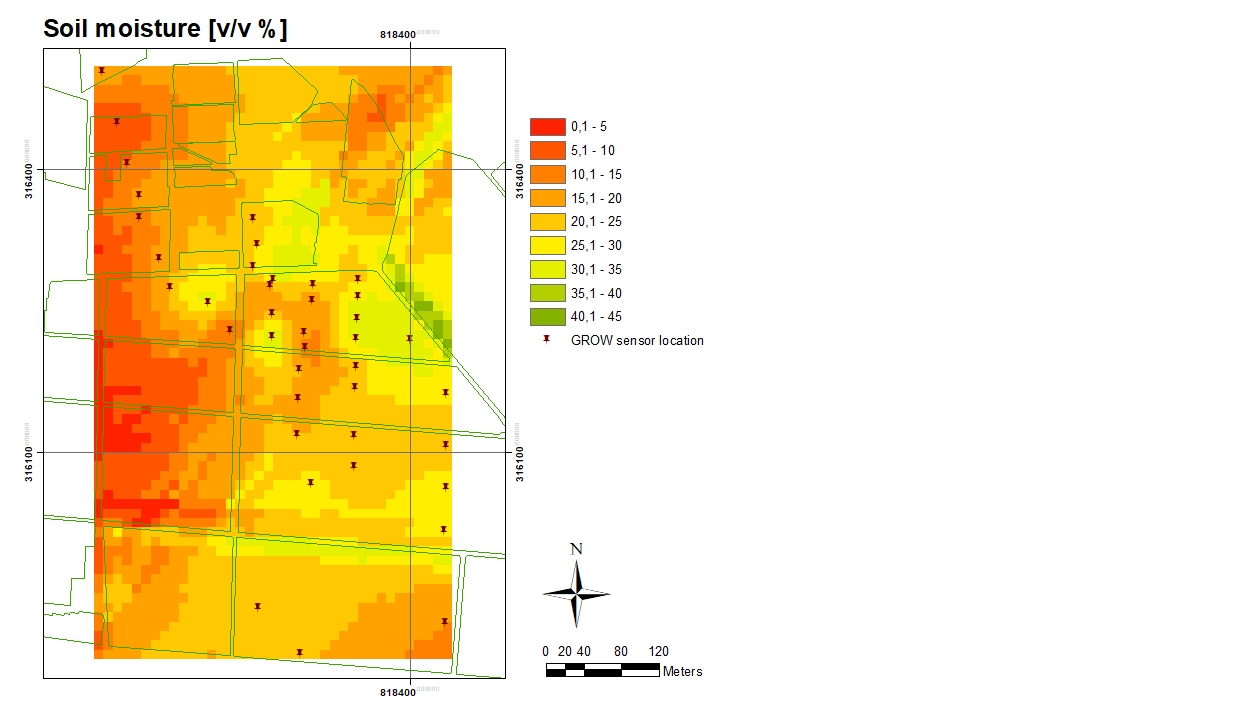 Soil moisture [v/v %]
818400
316400
316400
0,1 - 5
5,1 - 10
10,1 - 15
15,1 - 20
20,1 - 25
25,1 - 30
30,1 - 35
35,1 - 40
40,1 - 45
GROW sensor location
316100
316100
N
0 20 40 80 120
Meters
818400